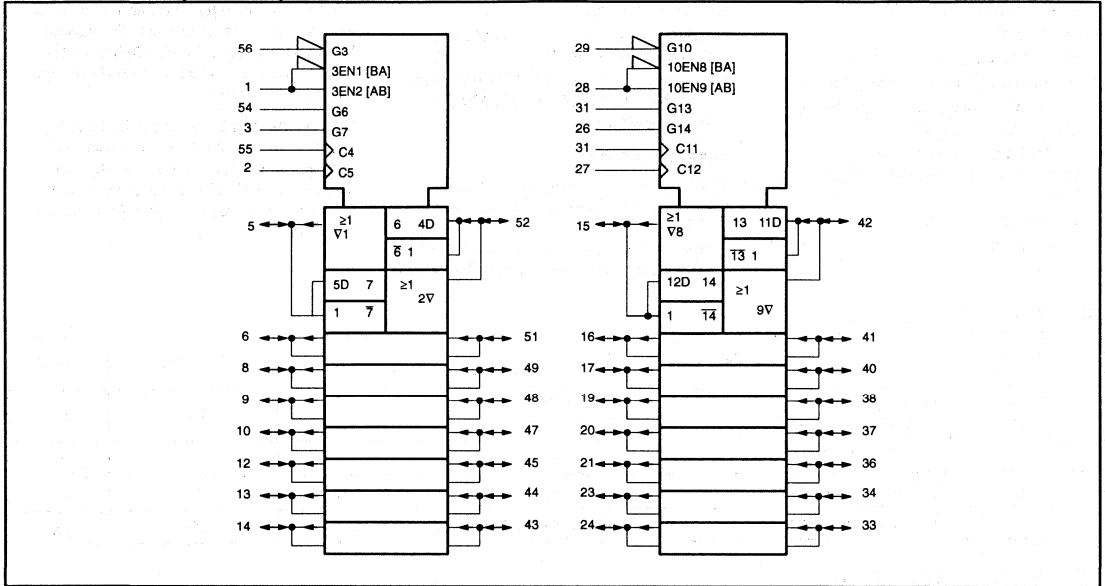 56 G3
3EN1 [BA]
1 3EN2 [AB]
54 G6
3 G7
55 C4
2 C5
5 ≥1 6 4D 52
∇1
6̅ 1
5D 7 ≥1
2∇
1 7̅
6 51
8 49
9 48
10 47
12 45
13 44
14 43
29 G10
10EN8 [BA]
28 10EN9 [AB]
31 G13
26 G14
31 C11
27 C12
15 ≥1 13 11D 42
∇8
1̅3̅ 1
12D 14 ≥1
9∇
1 1̅4̅
16 41
17 40
19 38
20 37
21 36
23 34
24 33